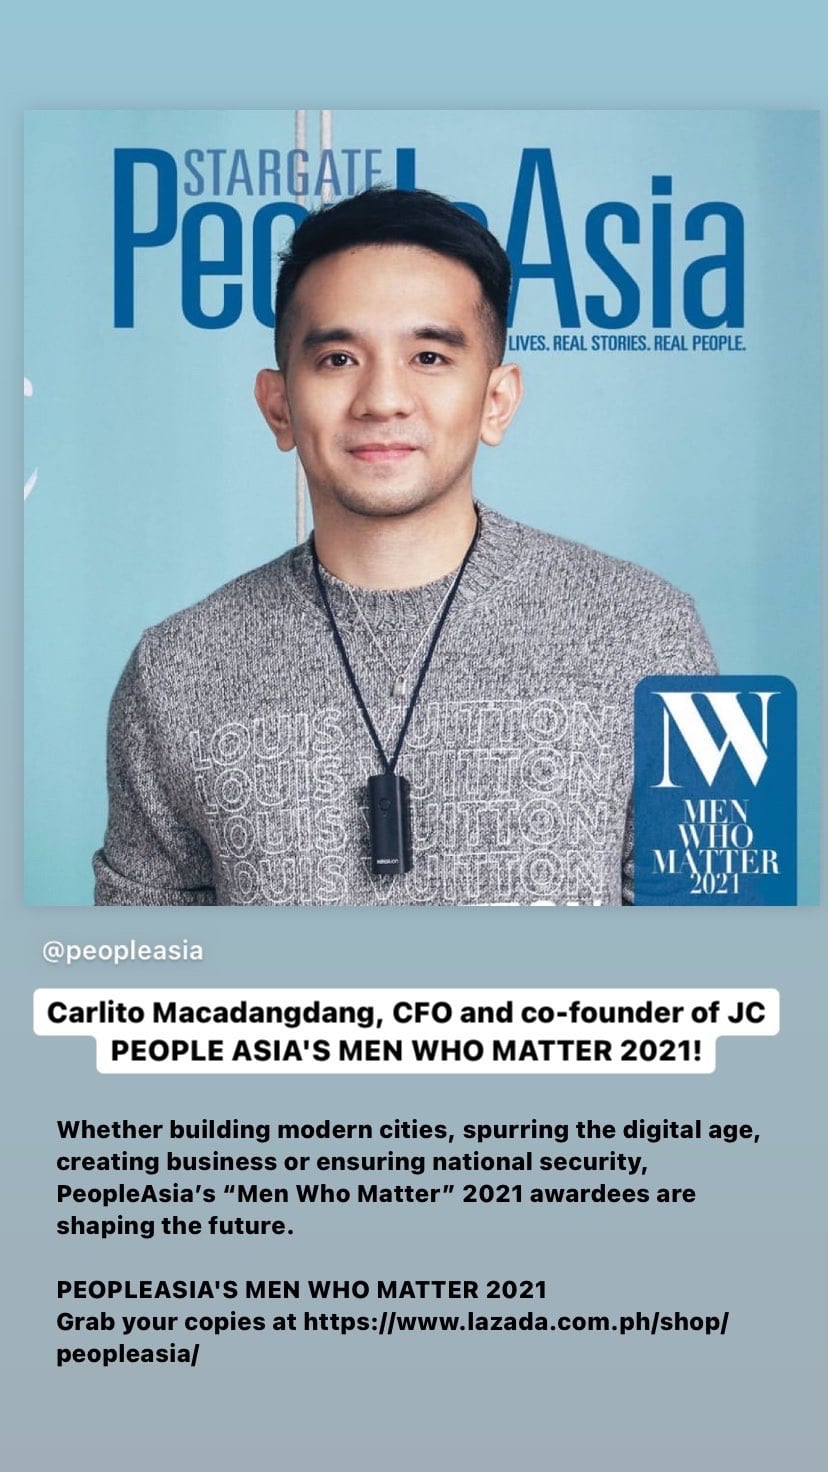 STARGATE
Peo Asia
LIVES. REAL STORIES. REAL PEOPLE.
LOUIS VUITTON
LOUIS VUITTON
LOUIS VUITTON
LOUIS VUITTON
MEN
WHO
MATTER
2021
@peopleasia
Carlito Macadangdang, CFO and co-founder of JC
PEOPLE ASIA'S MEN WHO MATTER 2021!
Whether building modern cities, spurring the digital age,
creating business or ensuring national security,
PeopleAsia’s “Men Who Matter” 2021 awardees are
shaping the future.
PEOPLEASIA'S MEN WHO MATTER 2021
Grab your copies at https://www.lazada.com.ph/shop/
peopleasia/